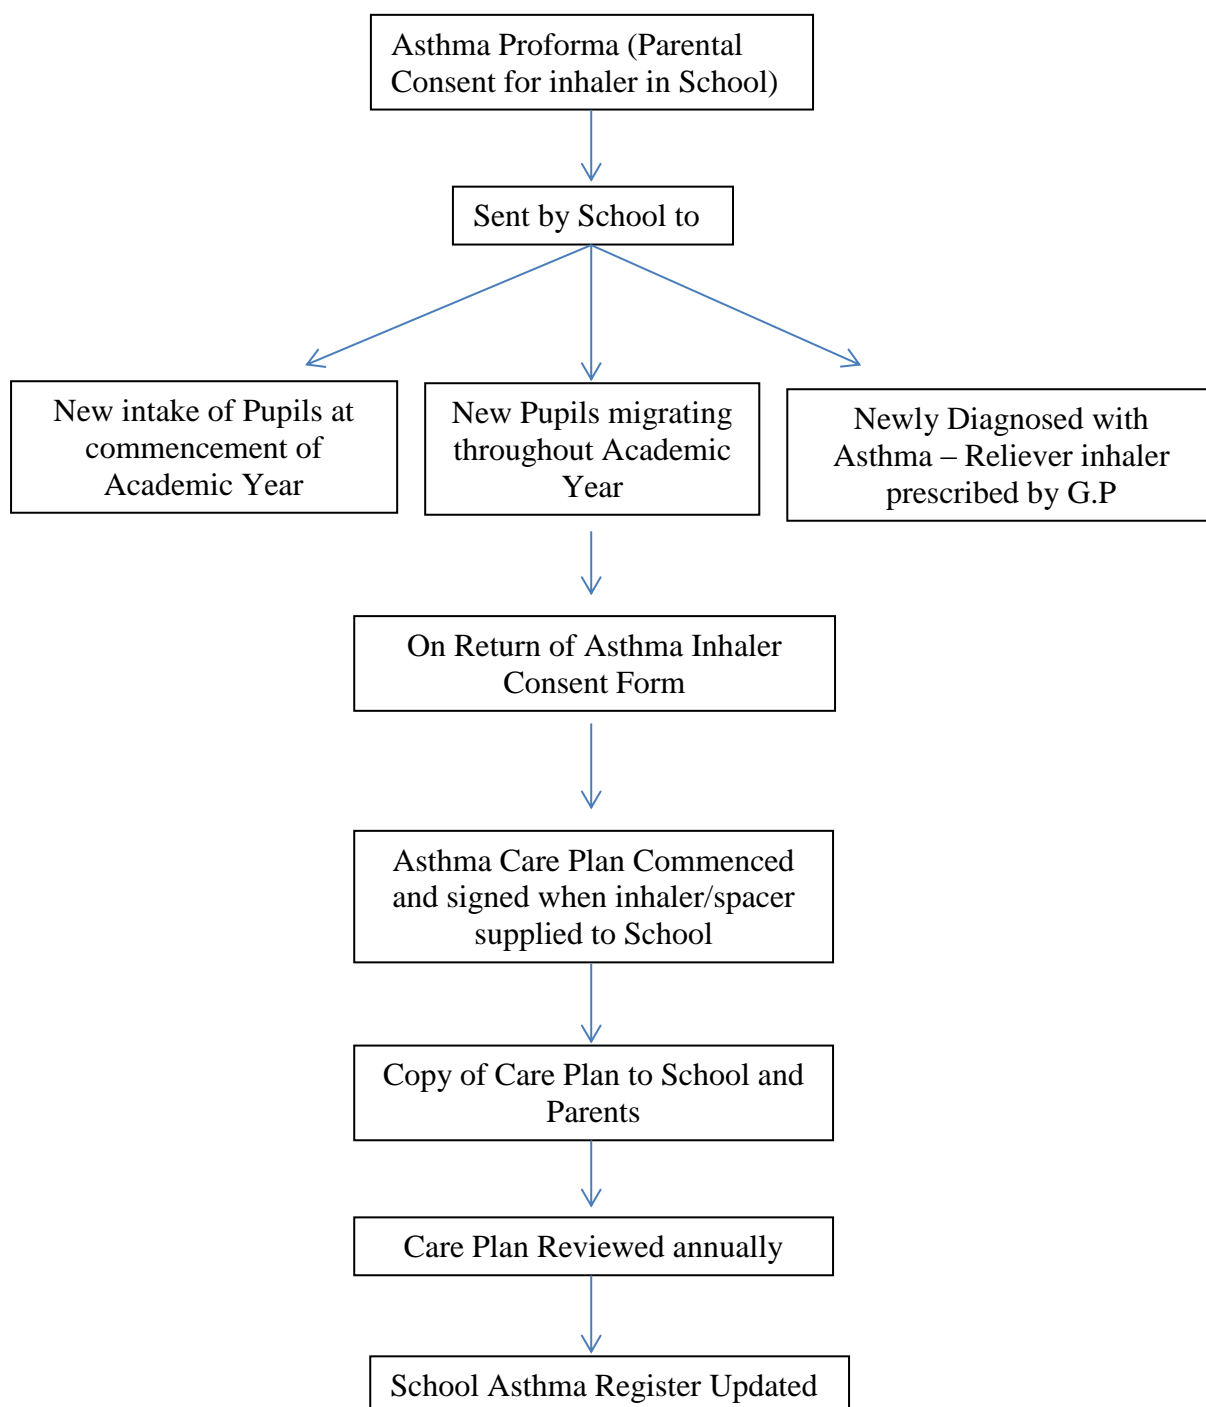 Asthma Proforma (Parental
Consent for inhaler in School)
Sent by School to
New intake of Pupils at
commencement of
Academic Year
New Pupils migrating
throughout Academic
Year
Newly Diagnosed with
Asthma – Reliever inhaler
prescribed by G.P
On Return of Asthma Inhaler
Consent Form
Asthma Care Plan Commenced
and signed when inhaler/spacer
supplied to School
Copy of Care Plan to School and
Parents
Care Plan Reviewed annually
School Asthma Register Updated